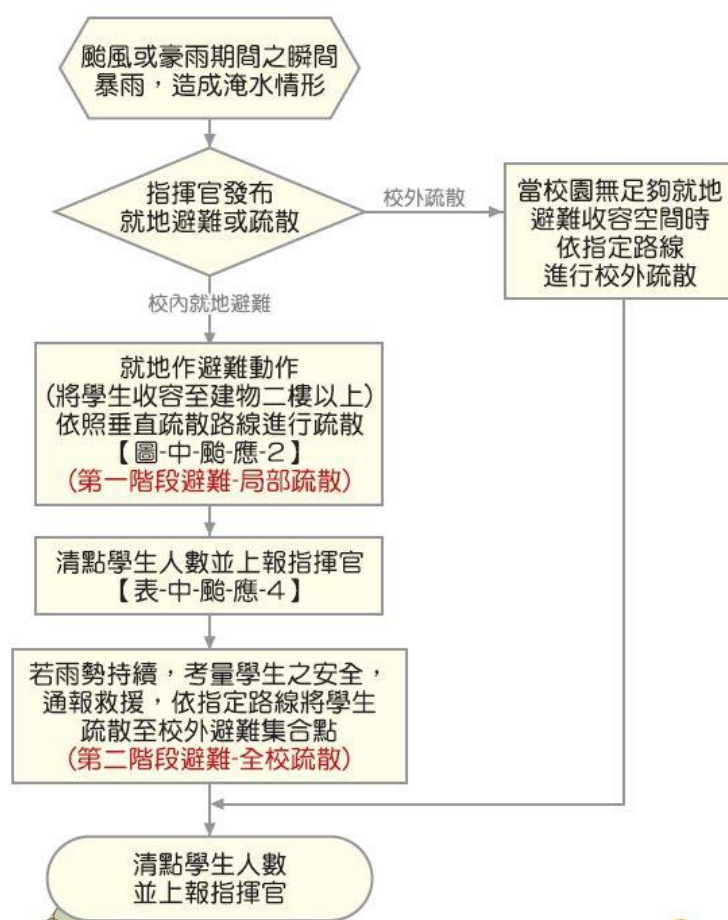 颱風或豪雨期間之瞬間
暴雨，造成淹水情形
指揮官發布
就地避難或疏散
校外疏散
當校園無足夠就地
避難收容空間時
依指定路線
進行校外疏散
校內就地避難
就地作避難動作
(將學生收容至建物二樓以上)
依照垂直疏散路線進行疏散
【圖-中-颱-應-2】
(第一階段避難-局部疏散)
清點學生人數並上報指揮官
【表-中-颱-應-4】
若雨勢持續，考量學生之安全，
通報救援，依指定路線將學生
疏散至校外避難集合點
(第二階段避難-全校疏散)
清點學生人數
並上報指揮官